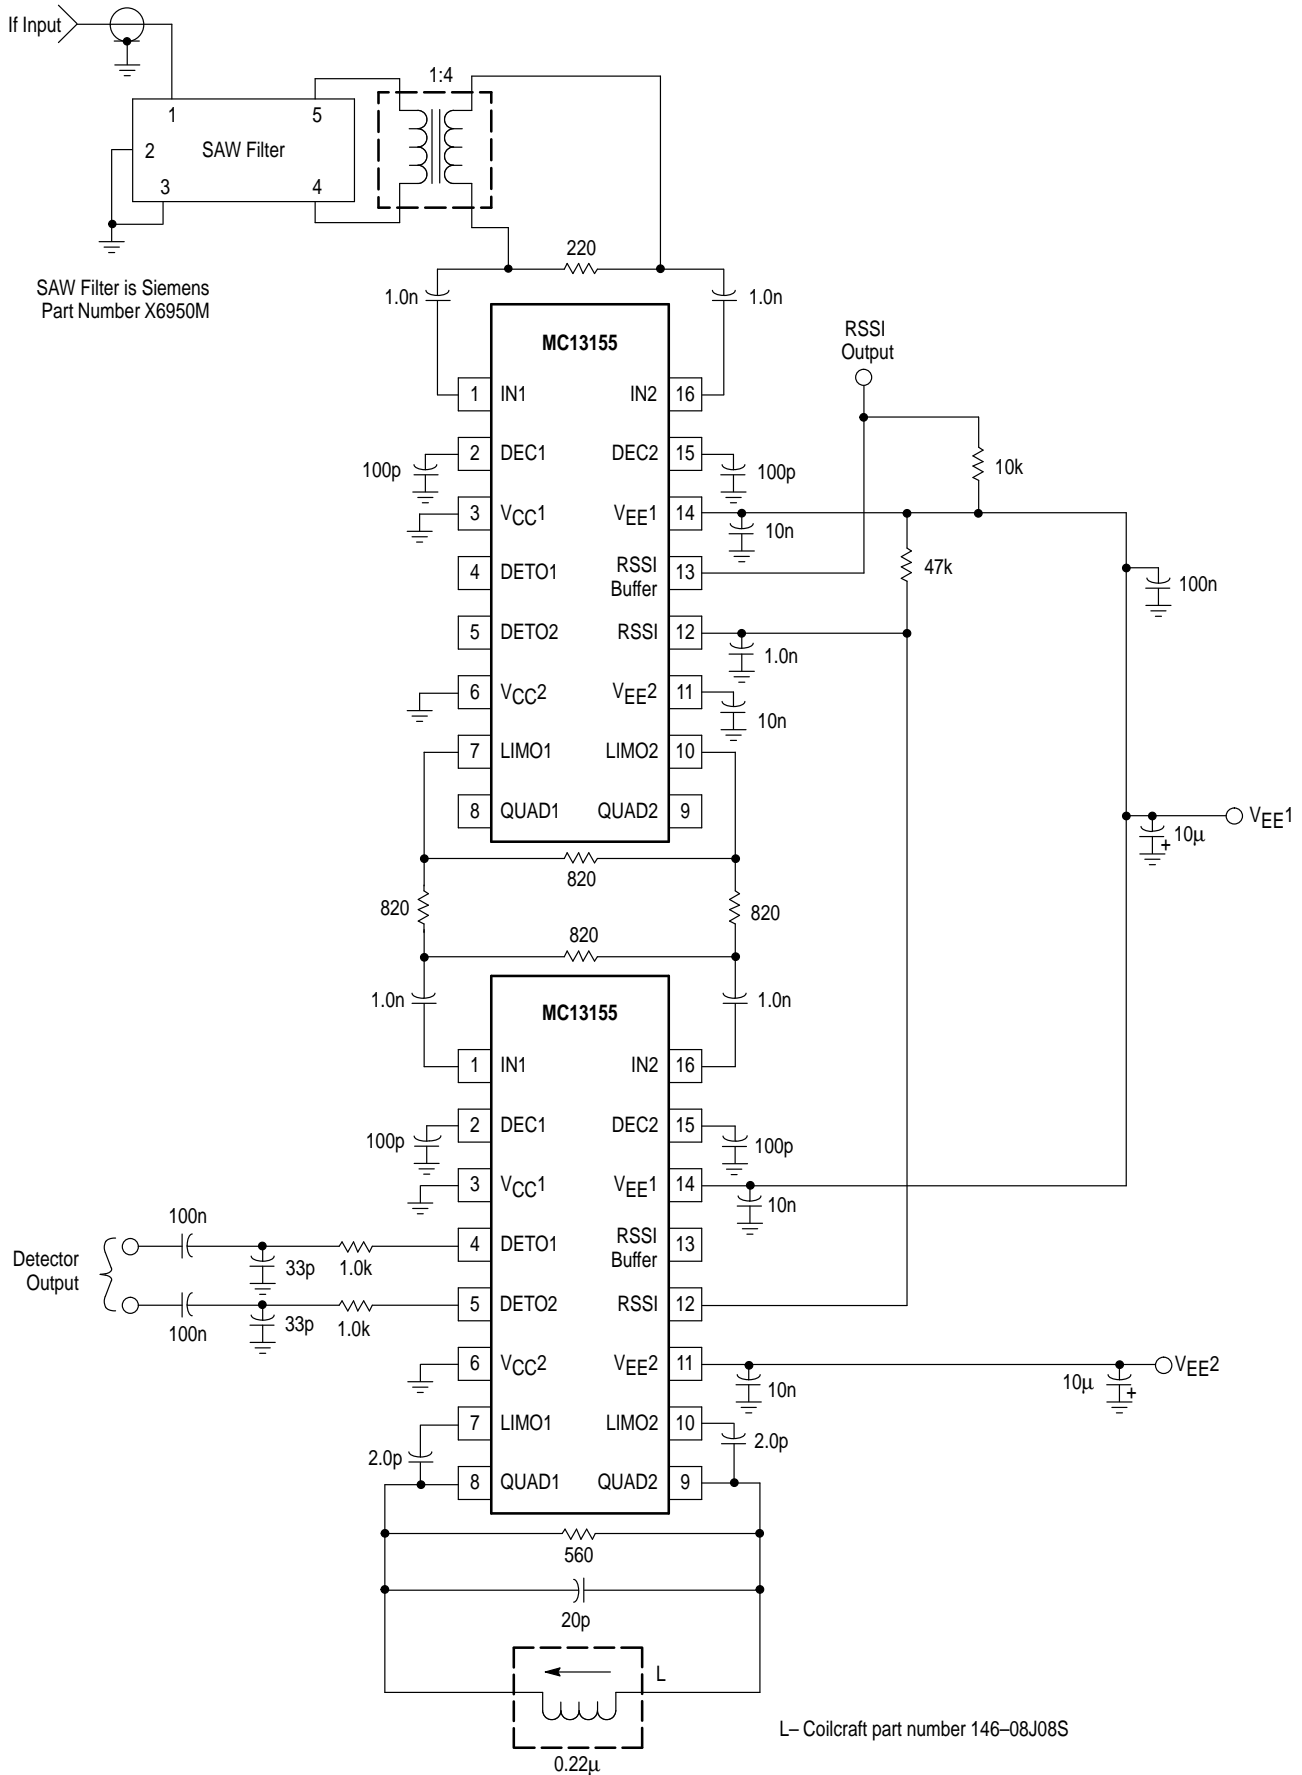 If Input
1:4
1
5
2
SAW Filter
3
4
220
SAW Filter is Siemens
Part Number X6950M
1.0n
1.0n
MC13155
RSSI
Output
1
IN1
IN2
16
2
DEC1
DEC2
15
100p
100p
10k
3
VCC1
VEE1
14
10n
4
DETO1
RSSI
Buffer
13
47k
100n
5
DETO2
RSSI
12
1.0n
6
VCC2
VEE2
11
10n
7
LIMO1
LIMO2
10
8
QUAD1
QUAD2
9
VEE1
10µ
+
820
820
820
820
1.0n
1.0n
MC13155
1
IN1
IN2
16
2
DEC1
DEC2
15
100p
100p
3
VCC1
VEE1
14
10n
100n
Detector
Output
33p
1.0k
4
DETO1
RSSI
Buffer
13
5
DETO2
RSSI
12
100n
33p
1.0k
6
VCC2
VEE2
11
10n
10µ
+
VEE2
7
LIMO1
LIMO2
10
2.0p
2.0p
8
QUAD1
QUAD2
9
560
20p
L
L– Coilcraft part number 146–08J08S
0.22µ